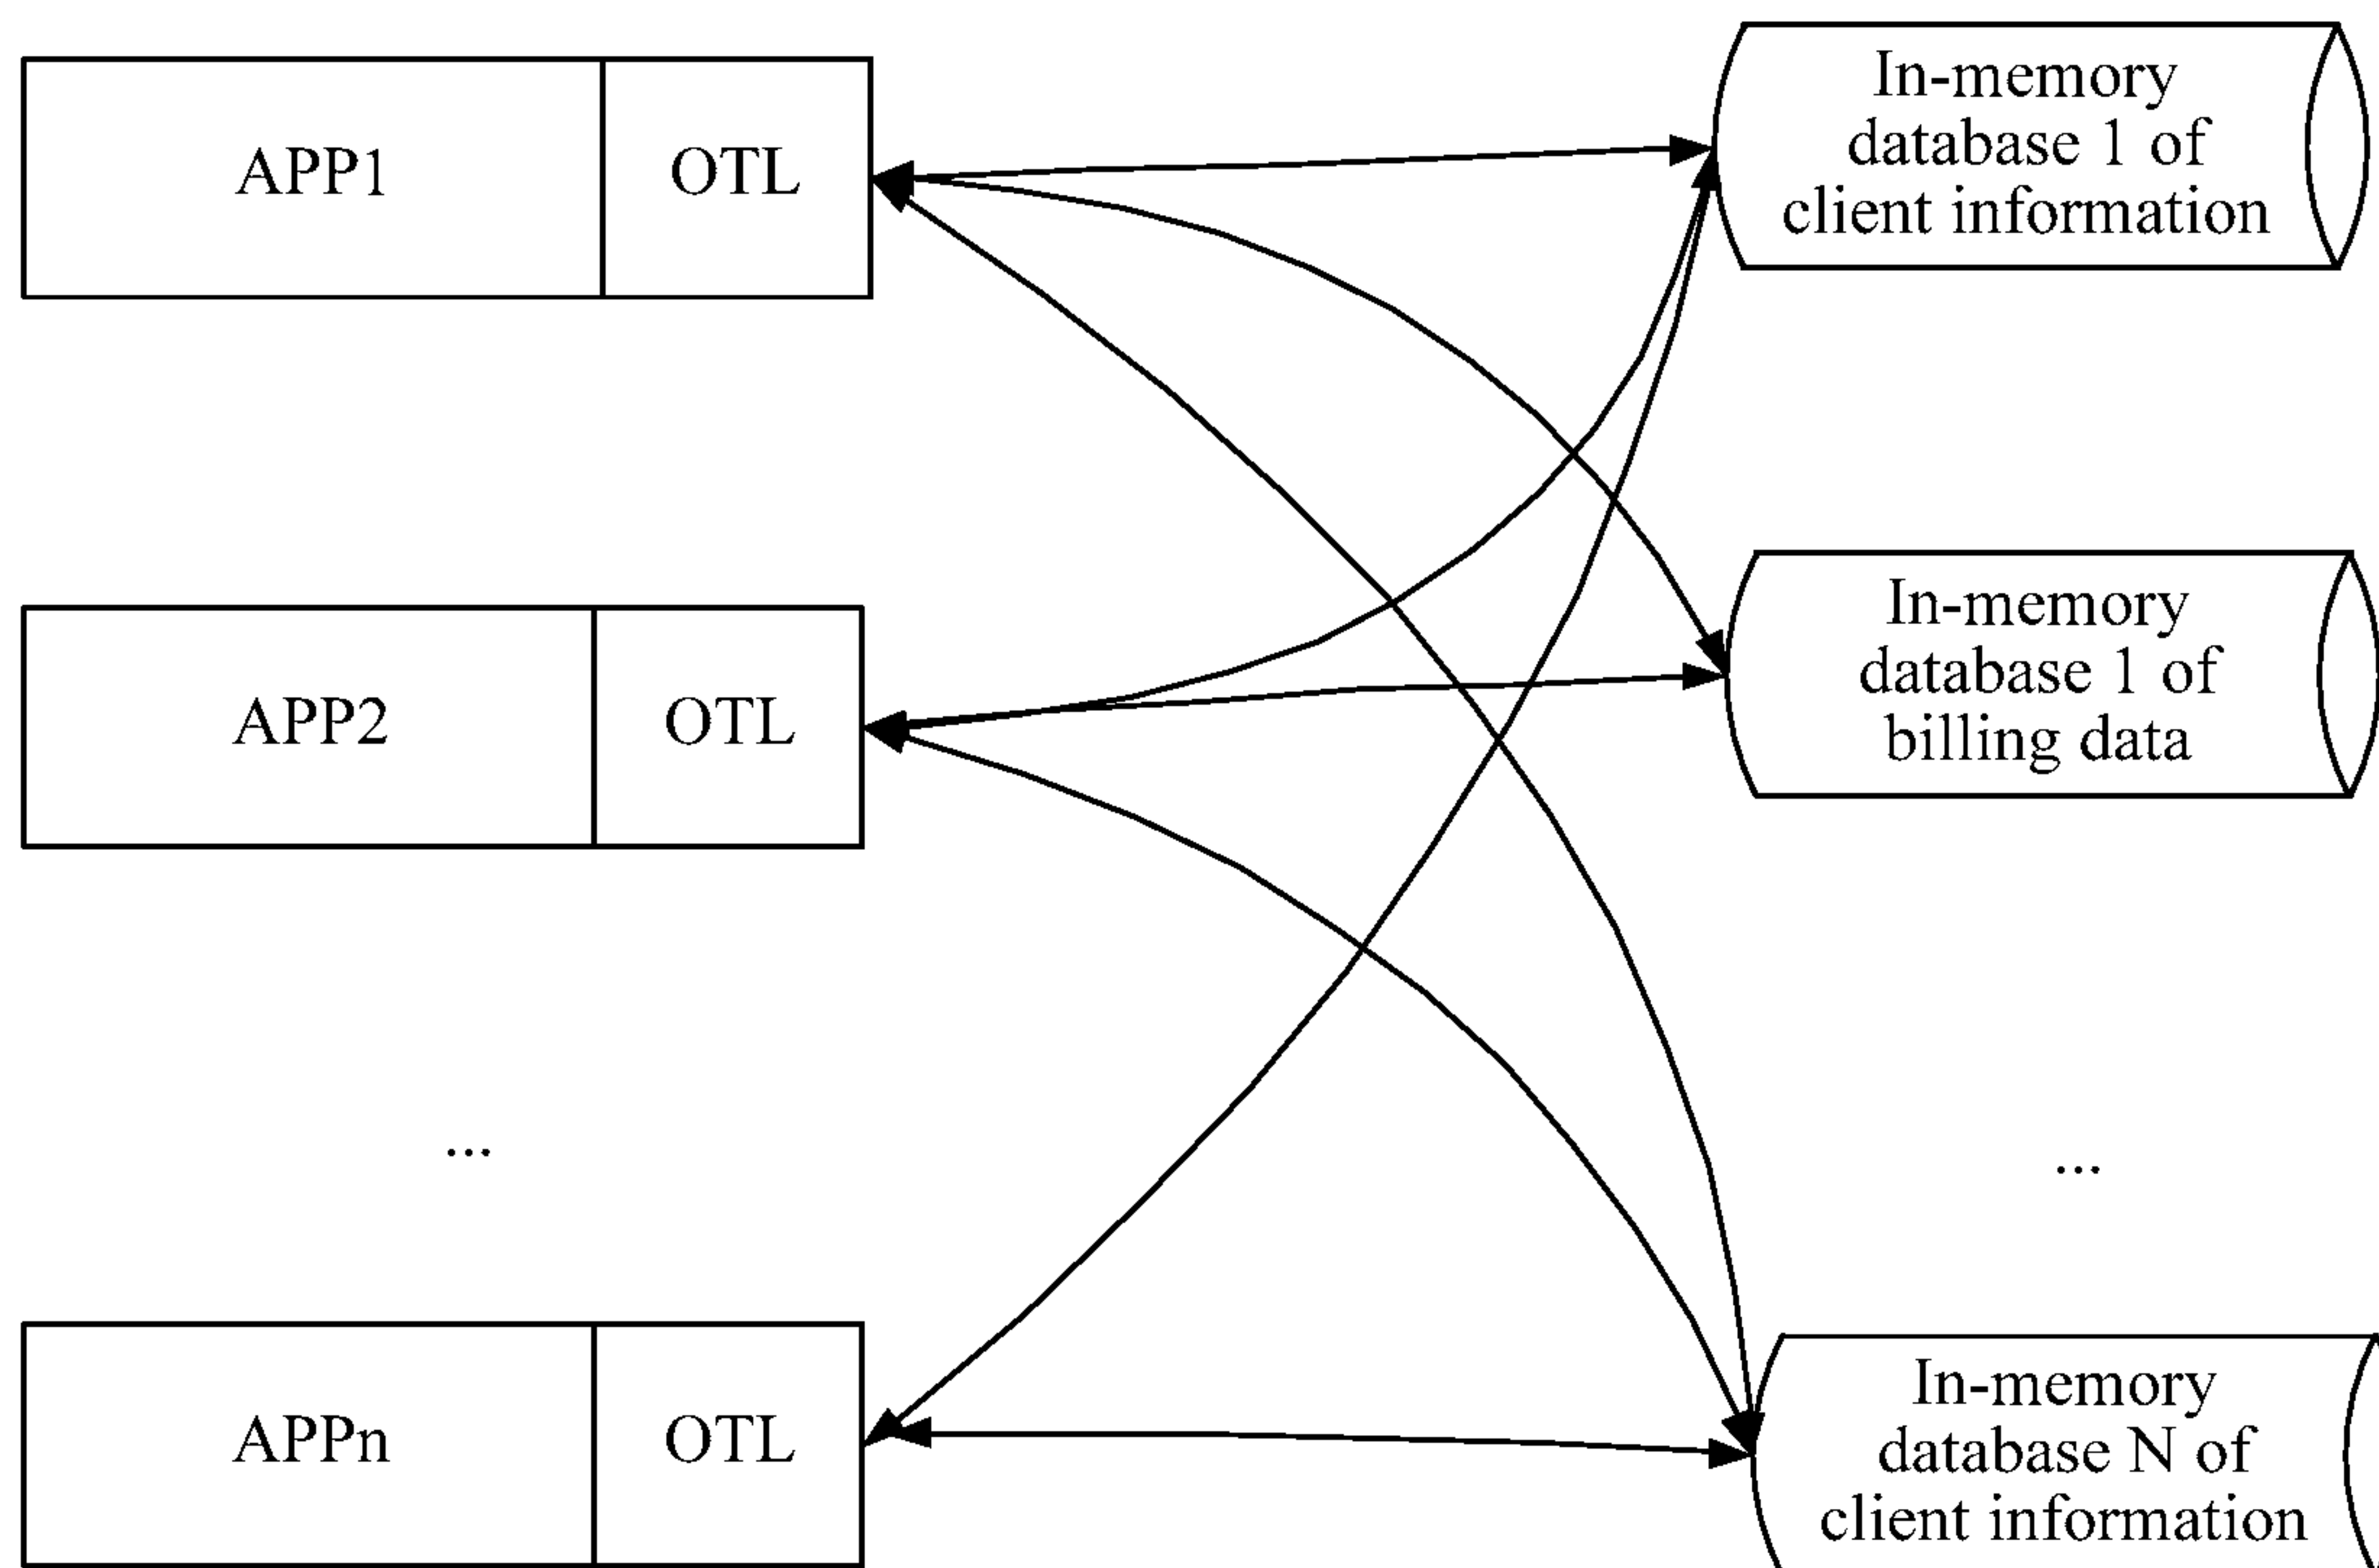 APP1
OTL
In-memory
database 1 of
client information
APP2
OTL
In-memory
database 1 of
billing data
...
...
APPn
OTL
In-memory
database N of
client information